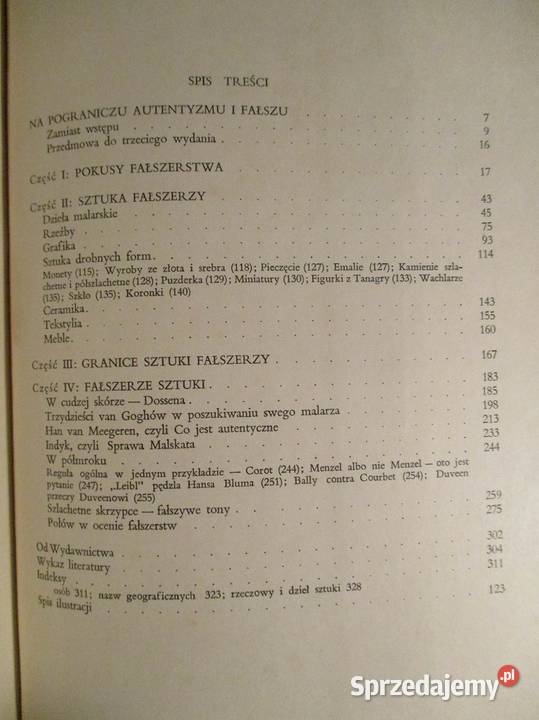 SPIS TREŚCI
NA POGRANICZU AUTENTYZMU I FAŁSZU . . . . . . 7
Zamiast wstępu . . . . . . 9
Przedmowa do trzeciego wydania . . . . . . 16
Część I: POKUSY FAŁSZERSTWA . . . . . . 17
Część II: SZTUKA FAŁSZERZY . . . . . . 43
Dzieła malarskie . . . . . . 45
Rzeźby . . . . . . 75
Grafika . . . . . . 93
Sztuka drobnych form . . . . . . 114
Monety (115); Wyroby ze złota i srebra (118); Pieczęcie (127); Emalie (127); Kamienie szla-
chetne i półszlachetne (128); Puzderka (129); Miniatury (130); Figurki z Tanagry (133); Wachlarze
(135); Szkło (135); Koronki (140)
Ceramika . . . . . . 143
Tekstylia . . . . . . 155
Meble . . . . . . 160
Część III: GRANICE SZTUKI FAŁSZERZY . . . . . . 167
Część IV: FAŁSZERZE SZTUKI . . . . . . 183
W cudzej skórze — Dossena . . . . . . 185
Trzydzieści van Goghów w poszukiwaniu swego malarza . . . . . . 198
Han van Meegeren, czyli Co jest autentyczne . . . . . . 213
Indyk, czyli Sprawa Malskata . . . . . . 233
W półmroku . . . . . . 244
Reguła ogólna w jednym przykładzie — Corot (244); Menzel albo nie Menzel — oto jest
pytanie (247); „Leibl” pędzla Hansa Bluma (251); Bally contra Courbet (254); Duveen
przeczy Duveenowi (255)
Szlachetne skrzypce — fałszywe tony . . . . . . 259
Połów w ocenie fałszerstw . . . . . . 275
Od Wydawnictwa . . . . . . 302
Wykaz literatury . . . . . . 304
Indeksy . . . . . . 311
osób 311; nazw geograficznych 323; rzeczowy i dzieł sztuki 328
Spis ilustracji . . . . . . 123
Sprzedajemy.pl